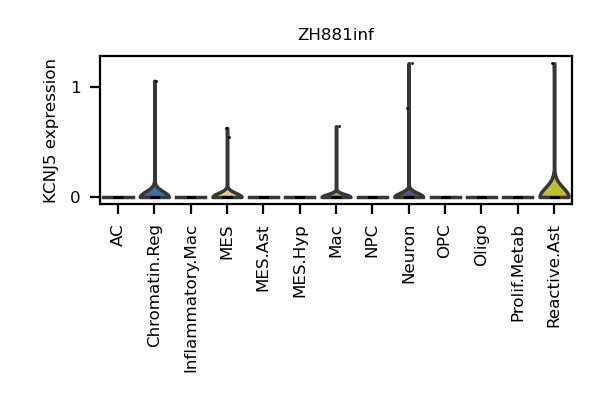 ZH881inf
KCNJ5 expression
1
0
AC
Chromatin.Reg
Inflammatory.Mac
MES
MES.Ast
MES.Hyp
Mac
NPC
Neuron
OPC
Oligo
Prolif.Metab
Reactive.Ast